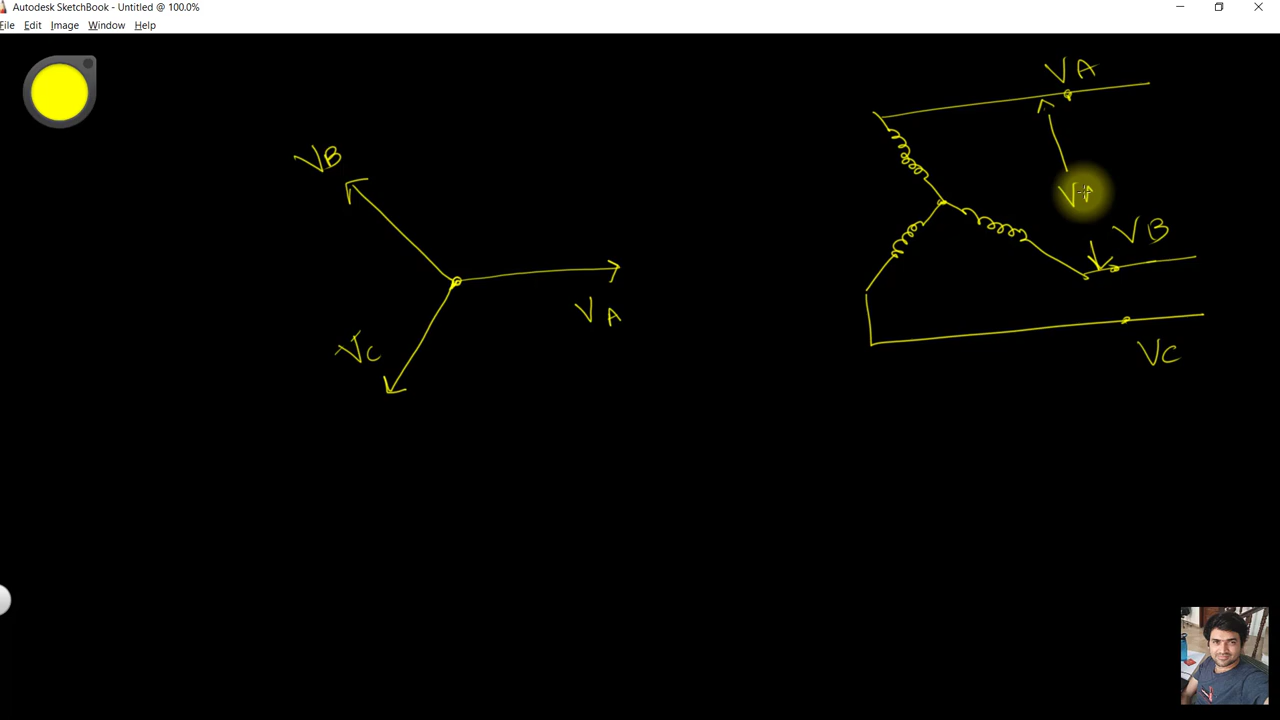 Autodesk SketchBook - Untitled @ 100.0%
File Edit Image Window Help
VA
VB
VB
VA
VC
VC